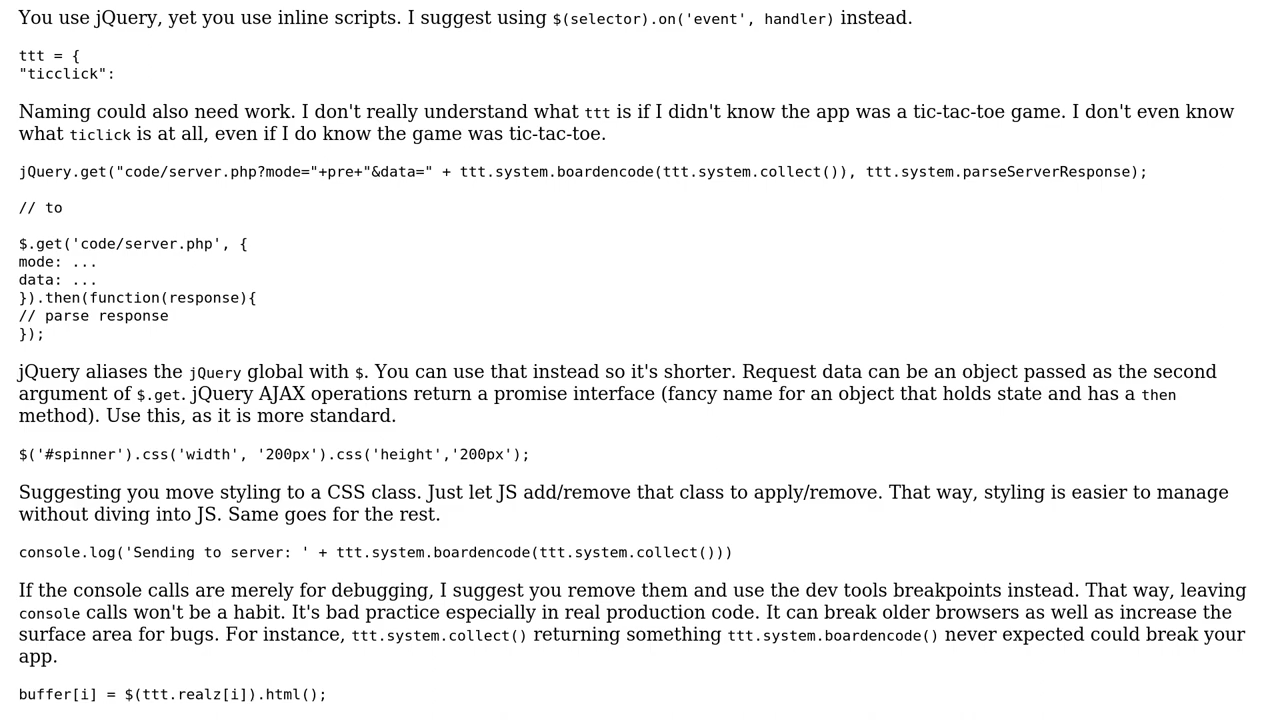 You use jQuery, yet you use inline scripts. I suggest using $(selector).on('event', handler) instead.
ttt = {
"ticclick":
Naming could also need work. I don't really understand what ttt is if I didn't know the app was a tic-tac-toe game. I don't even know
what ticlick is at all, even if I do know the game was tic-tac-toe.
jQuery.get("code/server.php?mode="+pre+"&data=" + ttt.system.boardencode(ttt.system.collect()), ttt.system.parseServerResponse);
// to
$.get('code/server.php', {
mode: ...
data: ...
}).then(function(response){
// parse response
});
jQuery aliases the jQuery global with $. You can use that instead so it's shorter. Request data can be an object passed as the second
argument of $.get. jQuery AJAX operations return a promise interface (fancy name for an object that holds state and has a then
method). Use this, as it is more standard.
$('#spinner').css('width', '200px').css('height','200px');
Suggesting you move styling to a CSS class. Just let JS add/remove that class to apply/remove. That way, styling is easier to manage
without diving into JS. Same goes for the rest.
console.log('Sending to server: ' + ttt.system.boardencode(ttt.system.collect()))
If the console calls are merely for debugging, I suggest you remove them and use the dev tools breakpoints instead. That way, leaving
console calls won't be a habit. It's bad practice especially in real production code. It can break older browsers as well as increase the
surface area for bugs. For instance, ttt.system.collect() returning something ttt.system.boardencode() never expected could break your
app.
buffer[i] = $(ttt.realz[i]).html();